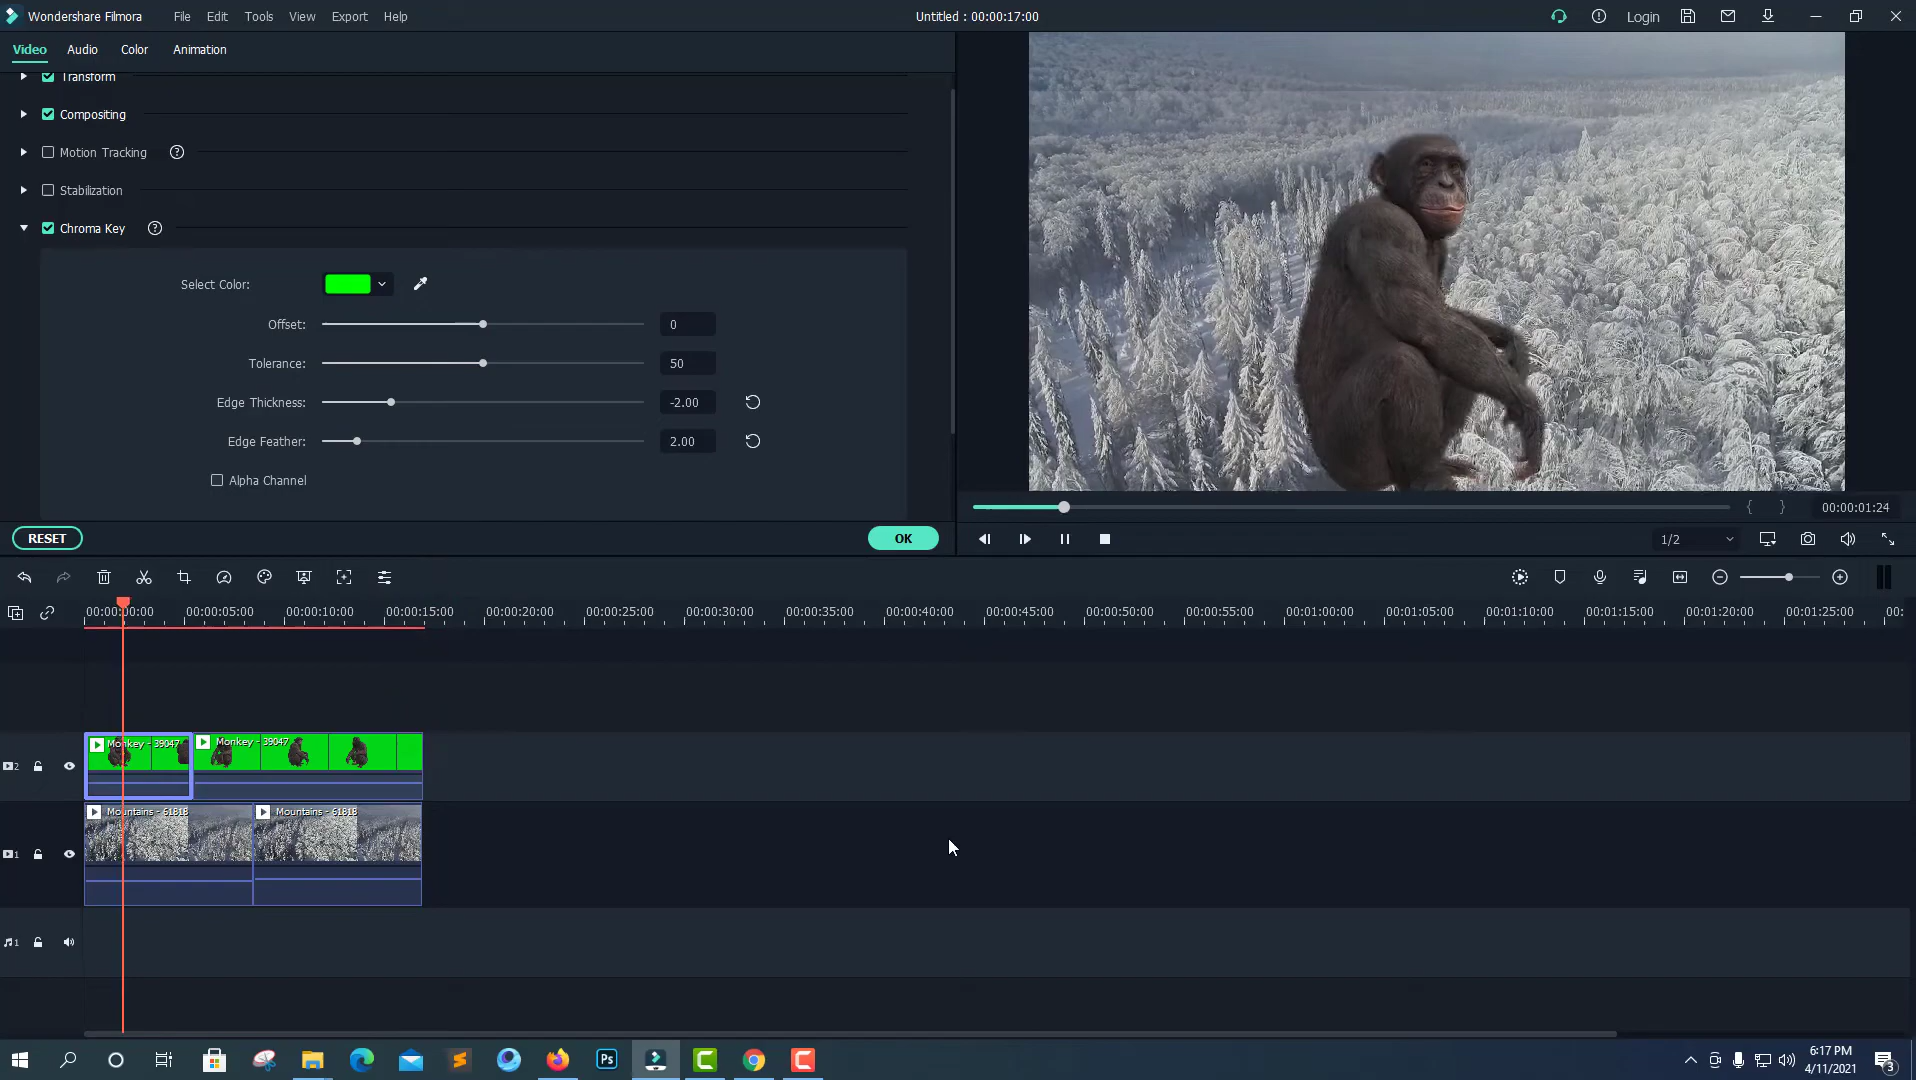 Wondershare Filmora File Edit Tools View Export Help Untitled : 00:00:17:00 Login
Video Audio Color Animation
Transform
Compositing
Motion Tracking ?
Stabilization
Chroma Key ?
Select Color:
Offset: 0
Tolerance: 50
Edge Thickness: -2.00
Edge Feather: 2.00
Alpha Channel
{ } 00:00:01:24
RESET OK 1/2
00:00:00:00 00:00:05:00 00:00:10:00 00:00:15:00 00:00:20:00 00:00:25:00 00:00:30:00 00:00:35:00 00:00:40:00 00:00:45:00 00:00:50:00 00:00:55:00 00:01:00:00 00:01:05:00 00:01:10:00 00:01:15:00 00:01:20:00 00:01:25:00 00:
Monkey - 39047 Monkey - 39047
2
Mountains - 61818 Mountains - 61818
1
1
Ps
6:17 PM
4/11/2021
3